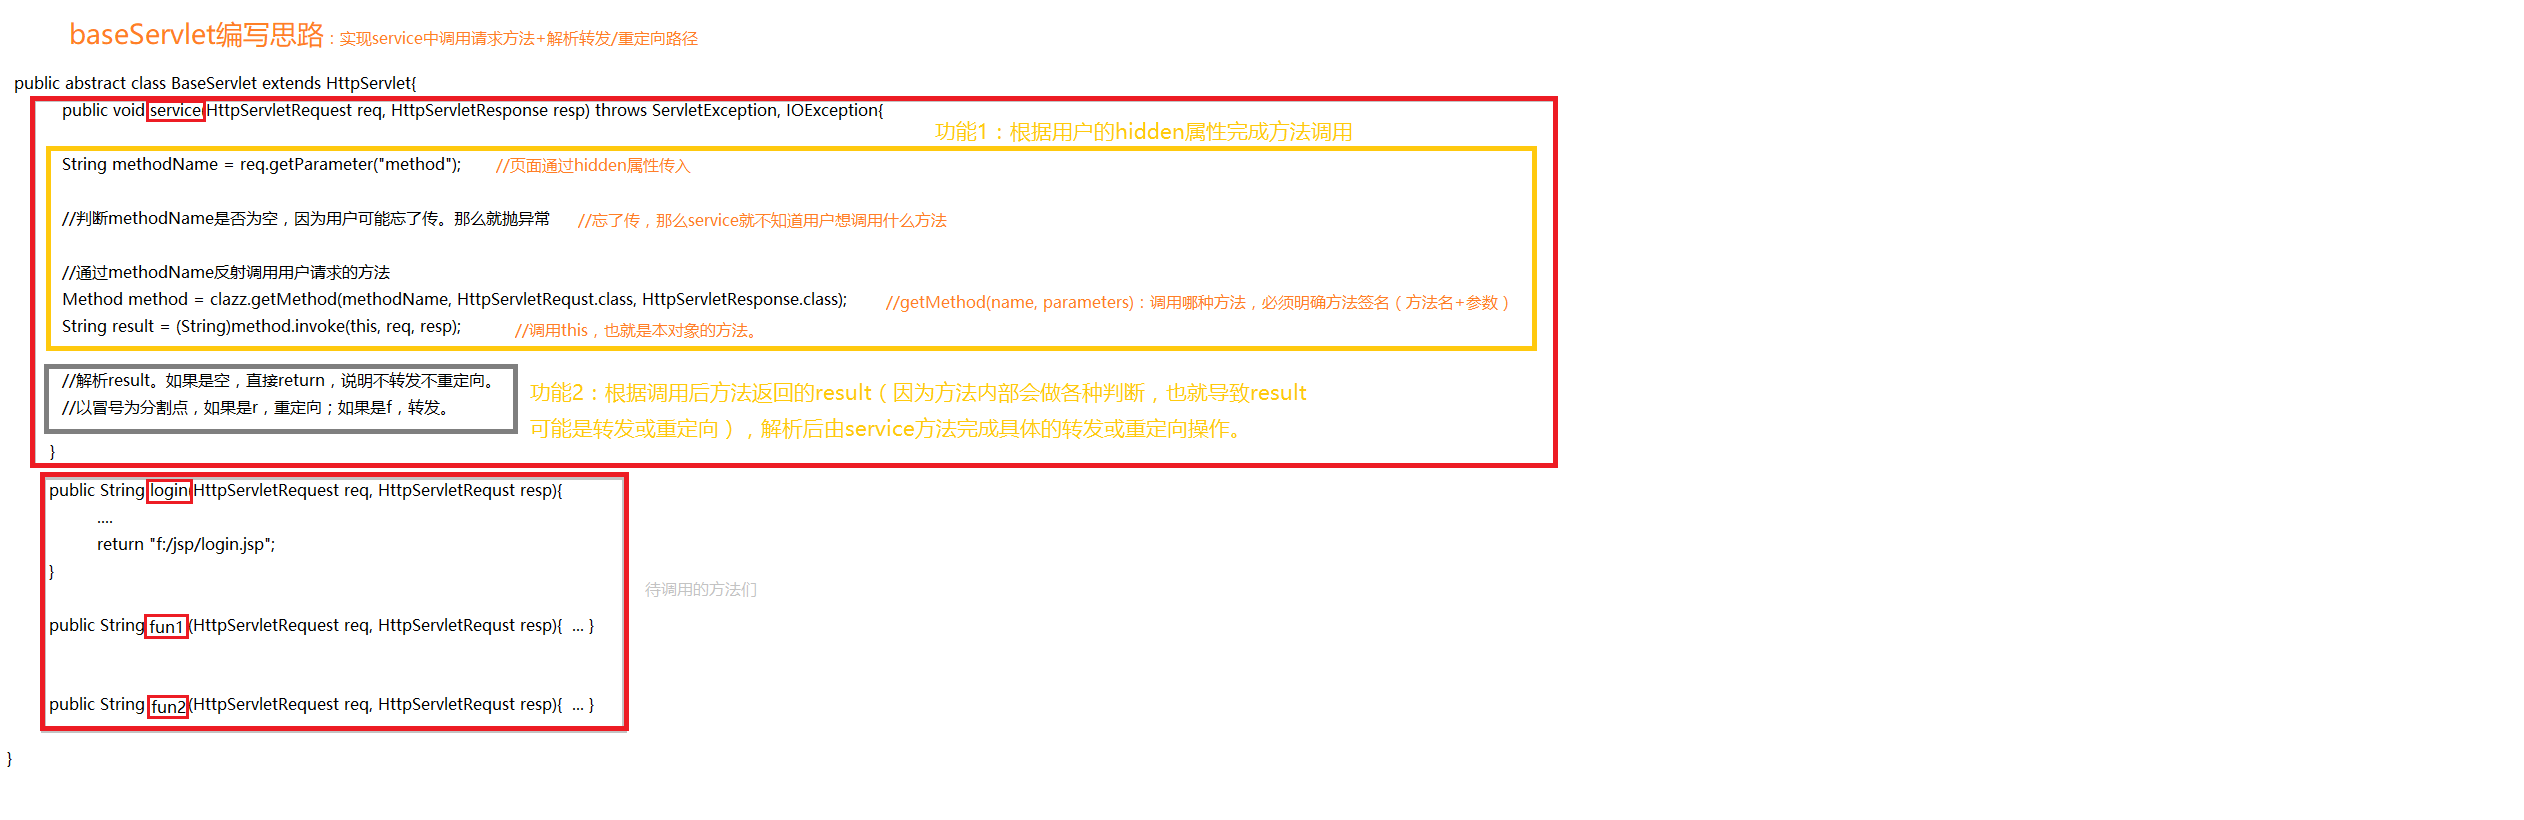 baseServlet编写思路：实现service中调用请求方法+解析转发/重定向路径
public abstract class BaseServlet extends HttpServlet{
public void service(HttpServletRequest req, HttpServletResponse resp) throws ServletException, IOException{
功能1：根据用户的hidden属性完成方法调用
String methodName = req.getParameter("method"); //页面通过hidden属性传入
//判断methodName是否为空，因为用户可能忘了传。那么就抛异常 //忘了传，那么service就不知道用户想调用什么方法
//通过methodName反射调用用户请求的方法
Method method = clazz.getMethod(methodName, HttpServletRequst.class, HttpServletResponse.class); //getMethod(name, parameters)：调用哪种方法，必须明确方法签名（方法名+参数）
String result = (String)method.invoke(this, req, resp); //调用this，也就是本对象的方法。
//解析result。如果是空，直接return，说明不转发不重定向。
//以冒号为分割点，如果是r，重定向；如果是f，转发。
功能2：根据调用后方法返回的result（因为方法内部会做各种判断，也就导致result
可能是转发或重定向），解析后由service方法完成具体的转发或重定向操作。
}
public String login(HttpServletRequest req, HttpServletRequst resp){
....
return "f:/jsp/login.jsp";
}
待调用的方法们
public String fun1(HttpServletRequest req, HttpServletRequst resp){ ... }
public String fun2(HttpServletRequest req, HttpServletRequst resp){ ... }
}